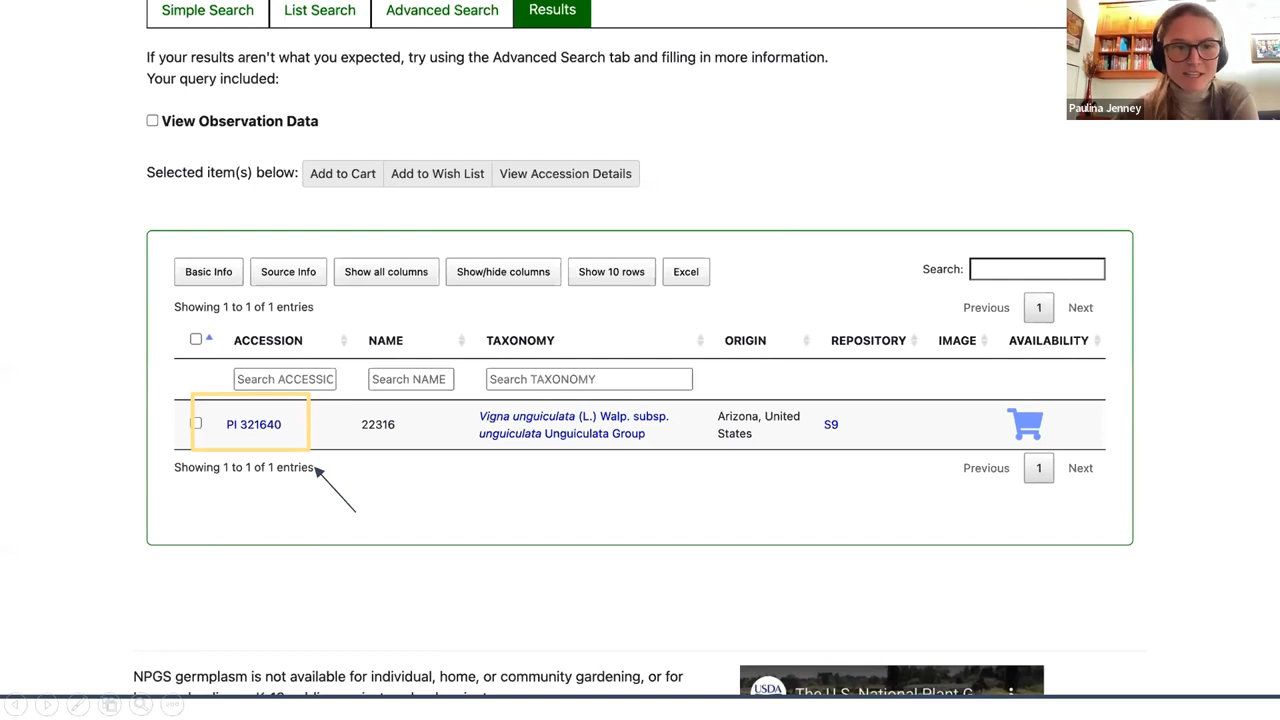 Simple Search List Search Advanced Search Results
If your results aren't what you expected, try using the Advanced Search tab and filling in more information.
Your query included:
Paulina Jenney
View Observation Data
Selected item(s) below: Add to Cart Add to Wish List View Accession Details
Basic Info Source Info Show all columns Show/hide columns Show 10 rows Excel Search:
Showing 1 to 1 of 1 entries Previous 1 Next
ACCESSION NAME TAXONOMY ORIGIN REPOSITORY IMAGE AVAILABILITY
Search ACCESSIC Search NAME Search TAXONOMY
PI 321640 22316 Vigna unguiculata (L.) Walp. subsp. unguiculata Unguiculata Group Arizona, United States S9
Showing 1 to 1 of 1 entries Previous 1 Next
NPGS germplasm is not available for individual, home, or community gardening, or for
USDA The U.S. National Plant G